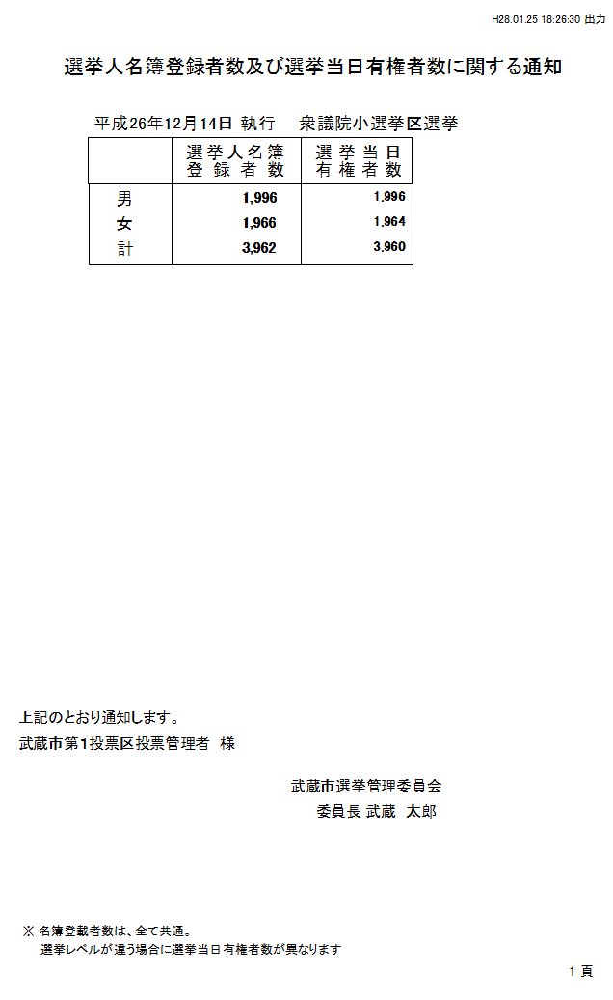 H28.01.25 18:26:30 出力
選挙人名簿登録者数及び選挙当日有権者数に関する通知
平成26年12月14日 執行 衆議院小選挙区選挙
選挙人名簿 選挙当日
登録者数 有権者数
男 1,996 1.996
女 1,966 1.964
計 3,962 3.960
上記のとおり通知します。
武蔵市第1投票区投票管理者 様
武蔵市選挙管理委員会
委員長 武蔵 太郎
※ 名簿登載者数は、全て共通。
選挙レベルが違う場合に選挙当日有権者数が異なります
1 頁